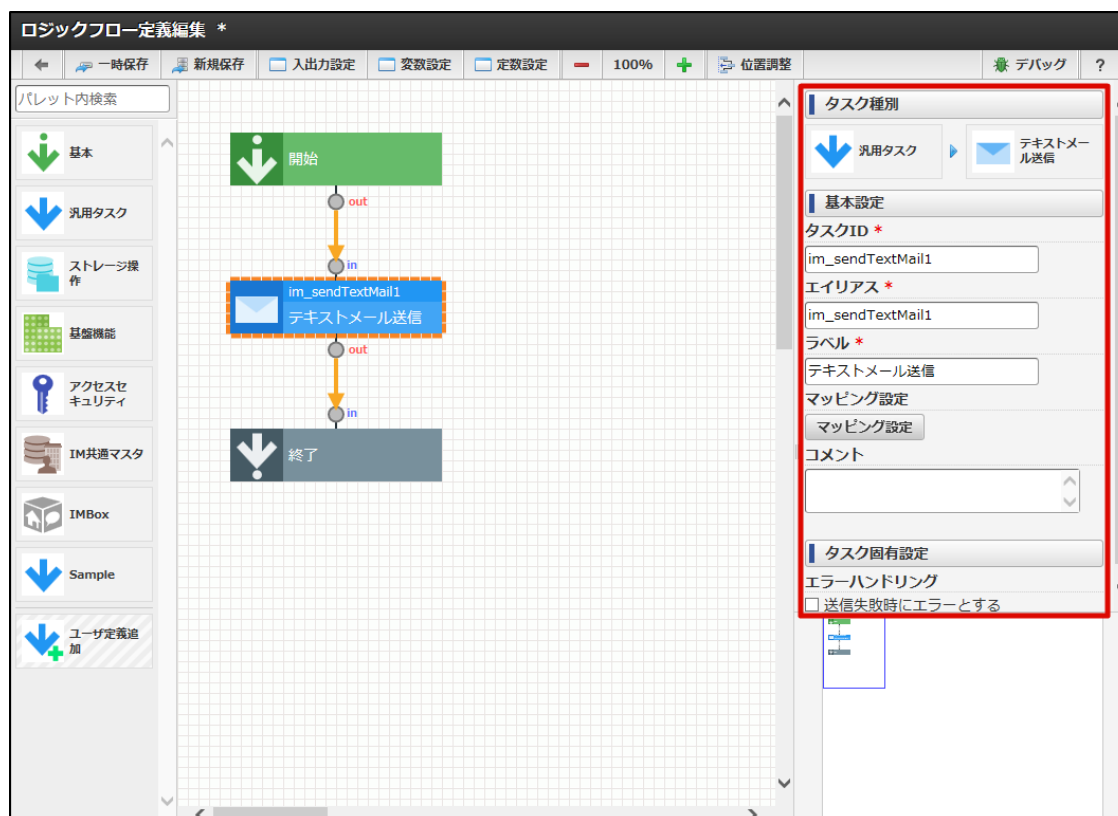 ロジックフロー定義編集 *
一時保存 新規保存 入出力設定 変数設定 定数設定 100% 位置調整 デバッグ ?
パレット内検索
基本
汎用タスク
ストレージ操
作
基盤機能
アクセスセ
キュリティ
IM共通マスタ
IMBox
Sample
ユーザ定義追
加
開始
out
in
im_sendTextMail1
テキストメール送信
out
in
終了
タスク種別
汎用タスク
テキストメー
ル送信
基本設定
タスクID *
im_sendTextMail1
エイリアス *
im_sendTextMail1
ラベル *
テキストメール送信
マッピング設定
マッピング設定
コメント
タスク固有設定
エラーハンドリング
送信失敗時にエラーとする